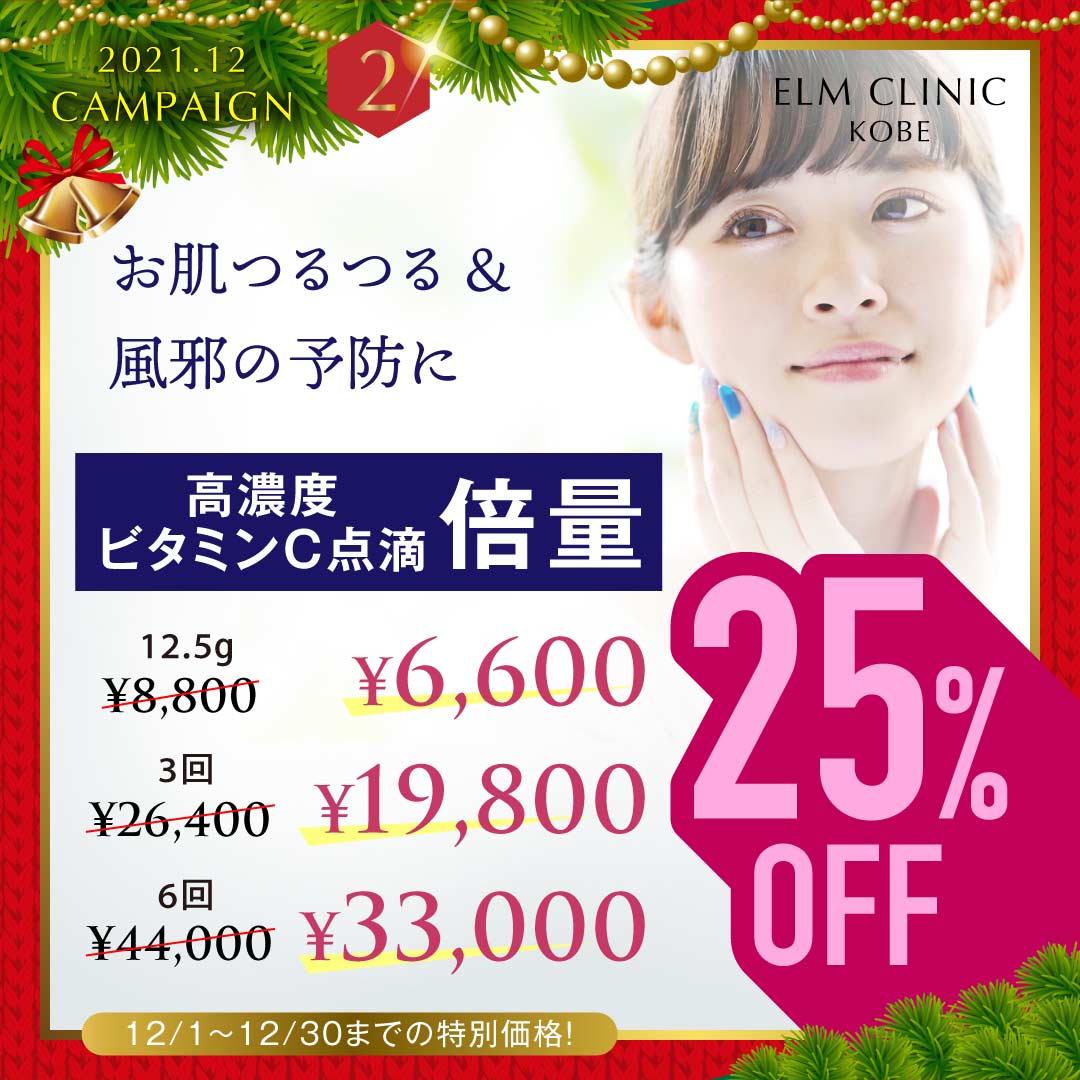 2021.12
CAMPAIGN
2
ELM CLINIC
KOBE
お肌つるつる &
風邪の予防に
高濃度
ビタミンC点滴
倍量
12.5g
¥8,800
¥6,600
3回
¥26,400
¥19,800
6回
¥44,000
¥33,000
25%
OFF
12/1～12/30までの特別価格!